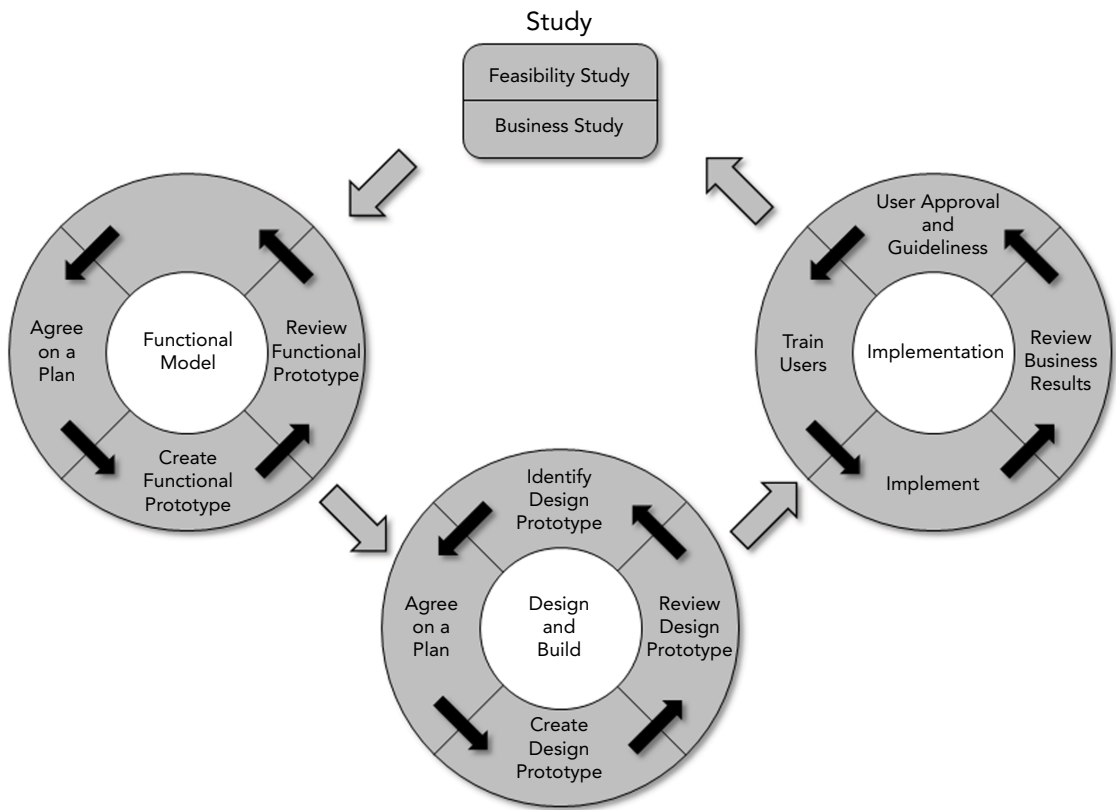 Study
Feasibility Study
Business Study
Agree
on a
Plan
Functional
Model
Review
Functional
Prototype
Create
Functional
Prototype
Identify
Design
Prototype
Agree
on a
Plan
Design
and
Build
Review
Design
Prototype
Create
Design
Prototype
User Approval
and
Guideliness
Train
Users
Implementation
Review
Business
Results
Implement